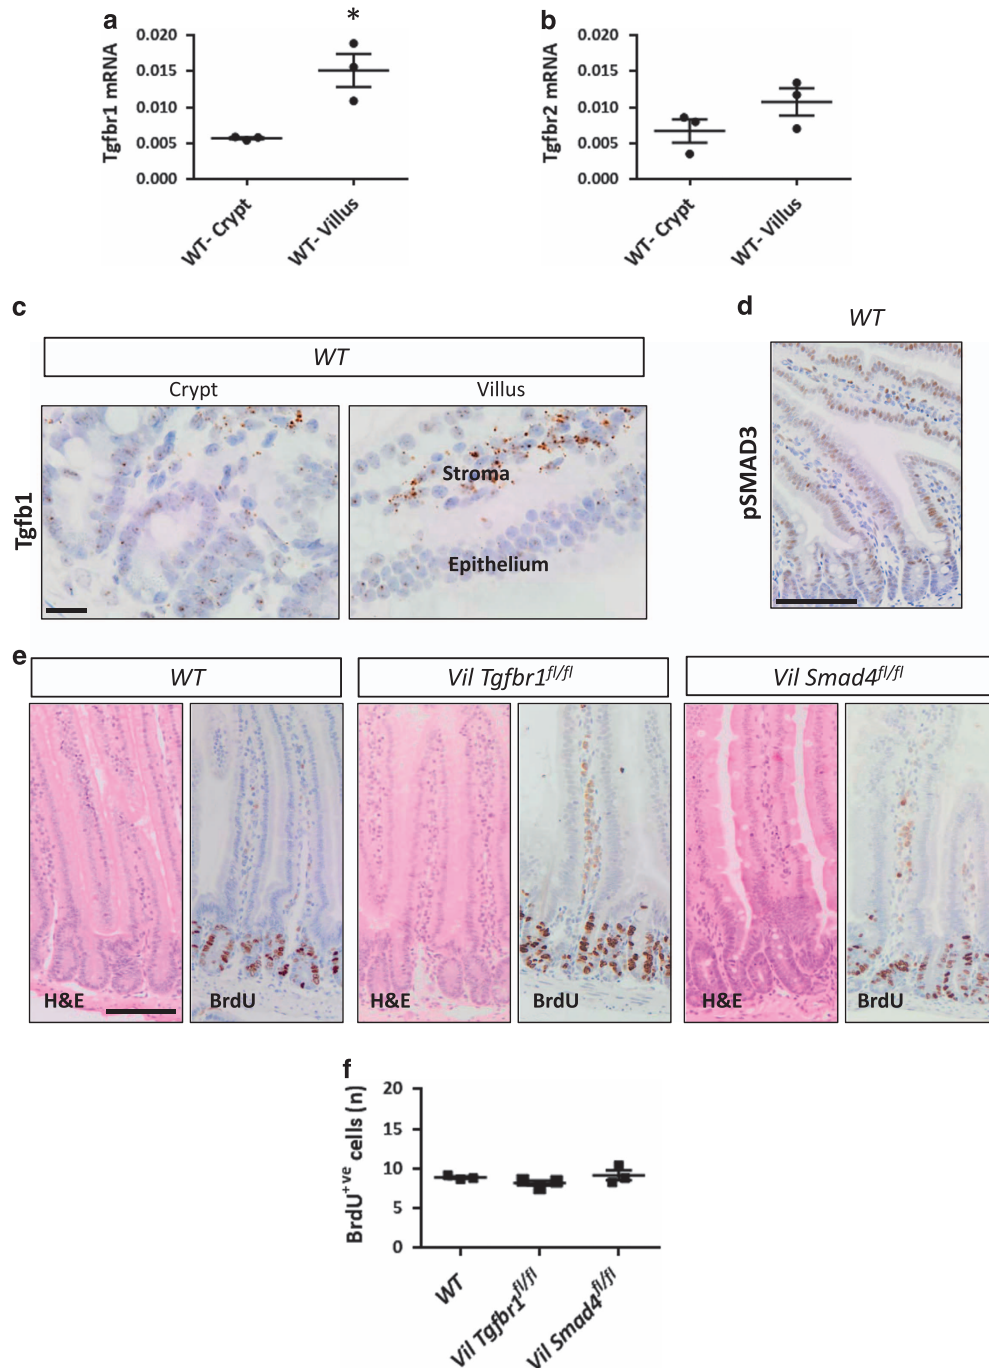 a
b
*
Tgfbr1 mRNA
0.020
0.015
0.010
0.005
0.000
WT- Crypt
WT- Villus
Tgfbr2 mRNA
0.020
0.015
0.010
0.005
0.000
WT- Crypt
WT- Villus
c
WT
Crypt
Villus
Tgfb1
Stroma
Epithelium
d
WT
pSMAD3
e
WT
Vil Tgfbr1fl/fl
Vil Smad4fl/fl
H&E
BrdU
H&E
BrdU
H&E
BrdU
f
BrdU+ve cells (n)
20
15
10
5
0
WT
Vil Tgfbr1fl/fl
Vil Smad4fl/fl